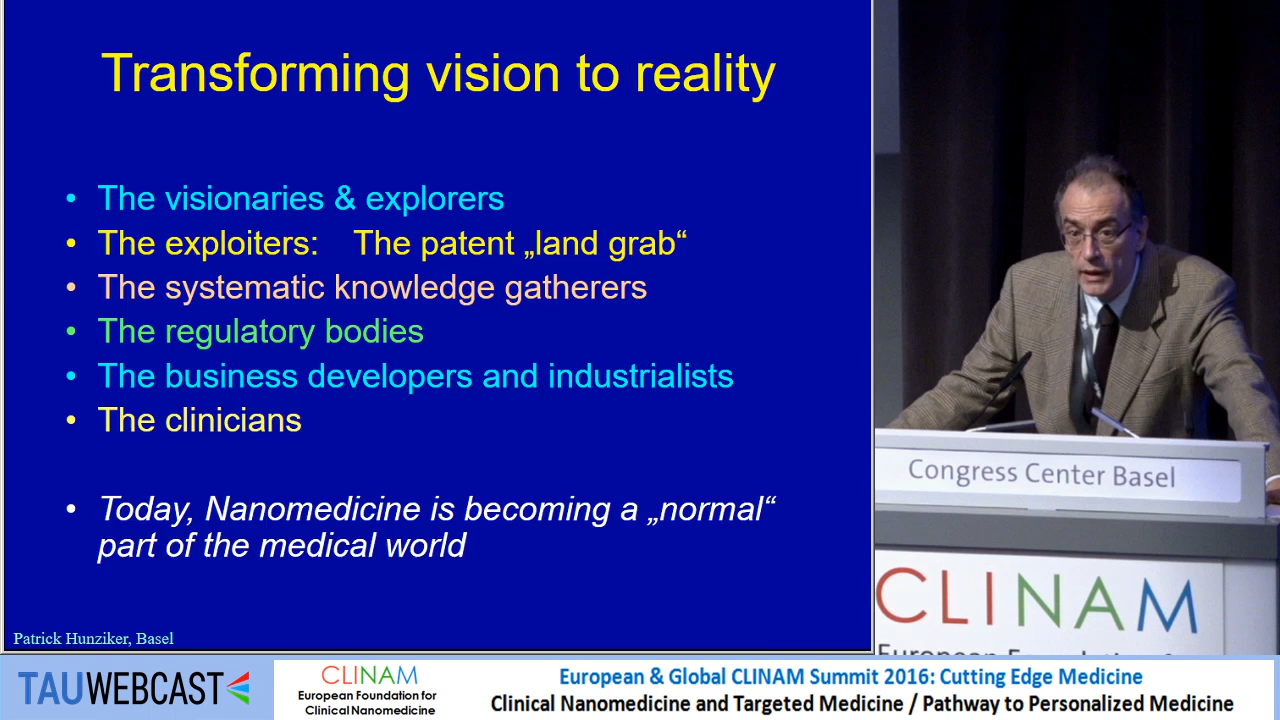 Transforming vision to reality
• The visionaries & explorers
• The exploiters: The patent „land grab“
• The systematic knowledge gatherers
• The regulatory bodies
• The business developers and industrialists
• The clinicians
• Today, Nanomedicine is becoming a „normal“
part of the medical world
Patrick Hunziker, Basel
Congress Center Basel
CLINAM
European Foundation
TAUWEBCAST
CLINAM
European Foundation for
Clinical Nanomedicine
European & Global CLINAM Summit 2016: Cutting Edge Medicine
Clinical Nanomedicine and Targeted Medicine / Pathway to Personalized Medicine